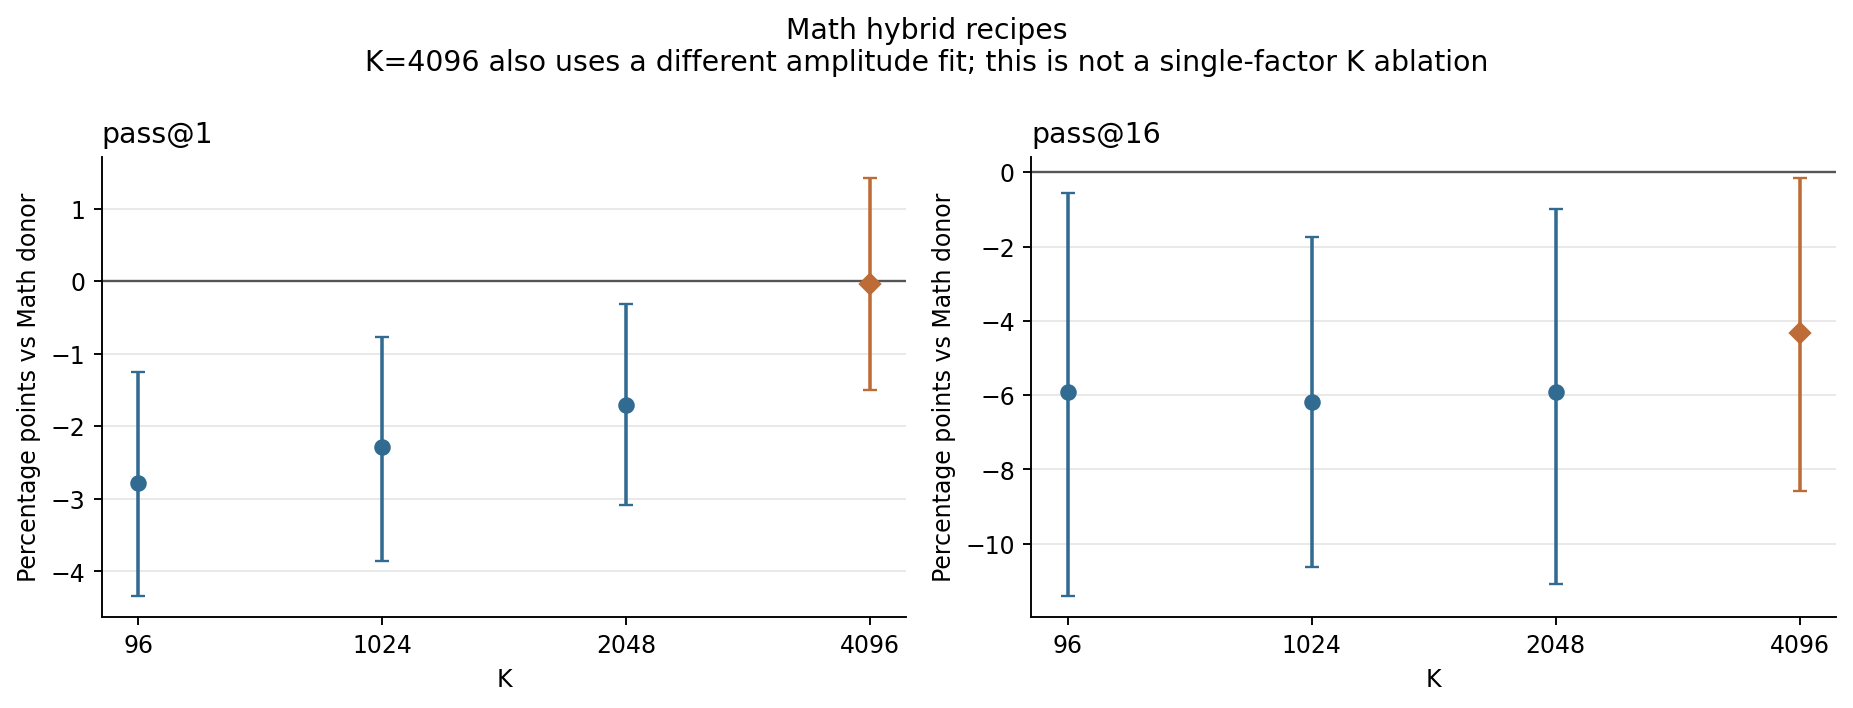 Math hybrid recipes
K=4096 also uses a different amplitude fit; this is not a single-factor K ablation
pass@1
Percentage points vs Math donor
1
0
−1
−2
−3
−4
96
1024
2048
4096
K
pass@16
Percentage points vs Math donor
0
−2
−4
−6
−8
−10
96
1024
2048
4096
K